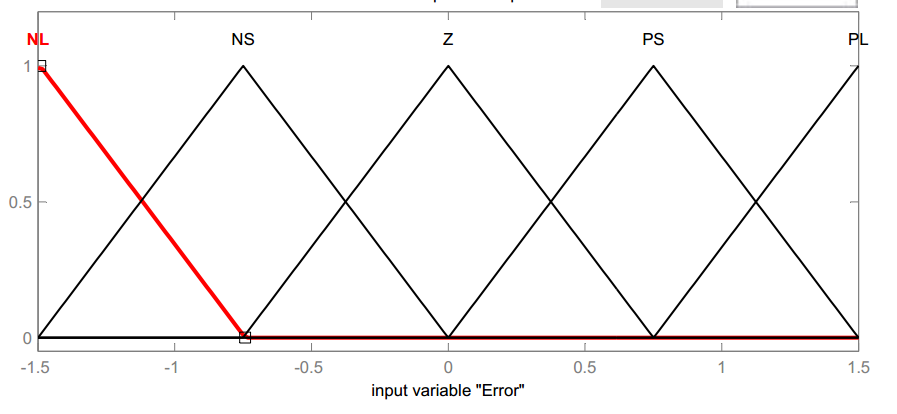 NL NS Z PS PL
1
0.5
0
-1.5 -1 -0.5 0 0.5 1 1.5
input variable "Error"